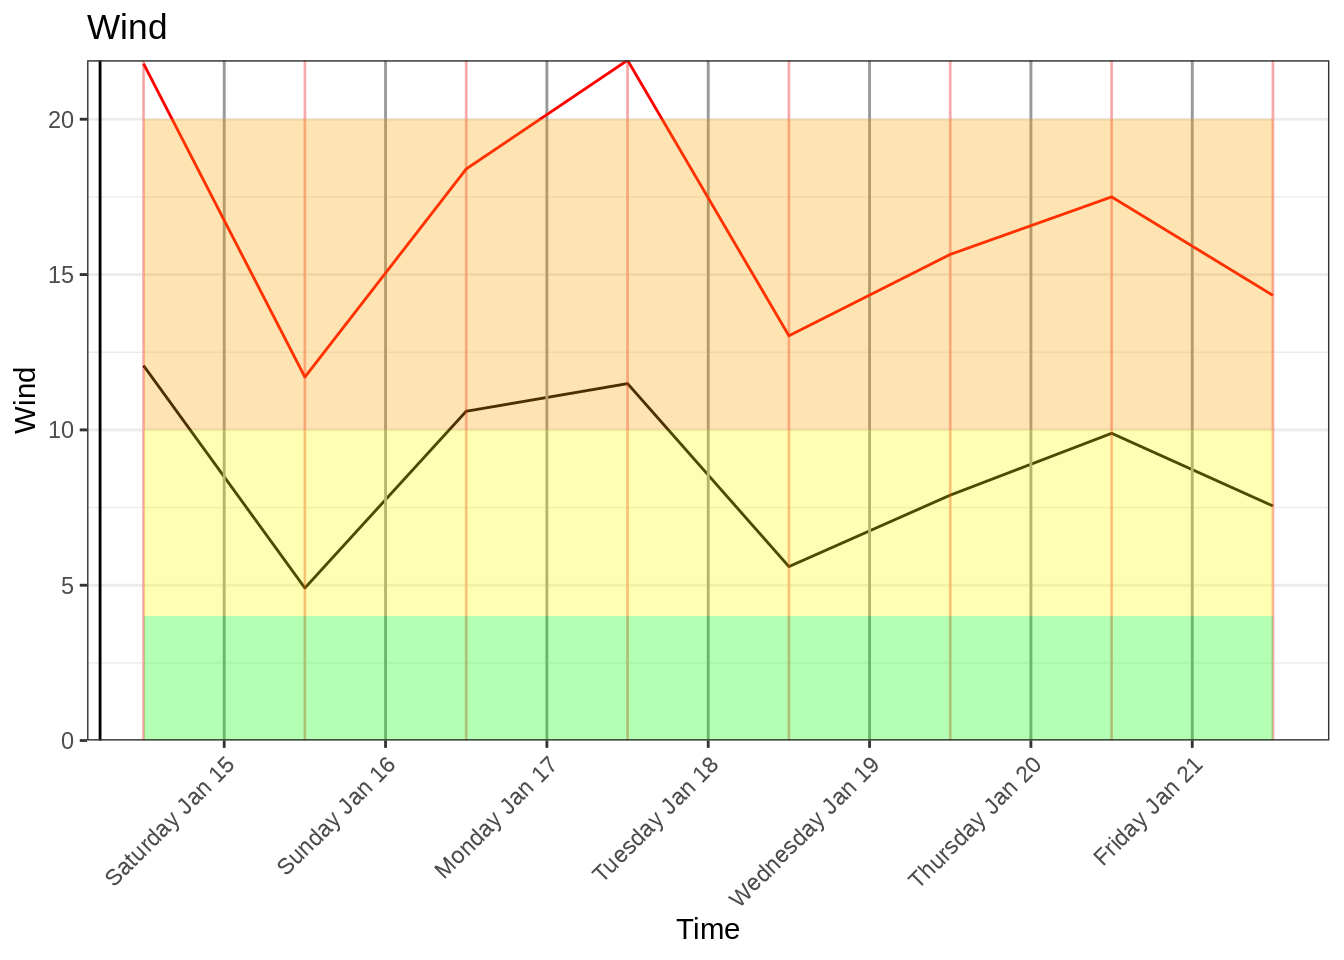 Wind
Wind
20
15
10
5
0
Saturday Jan 15
Sunday Jan 16
Monday Jan 17
Tuesday Jan 18
Wednesday Jan 19
Thursday Jan 20
Friday Jan 21
Time